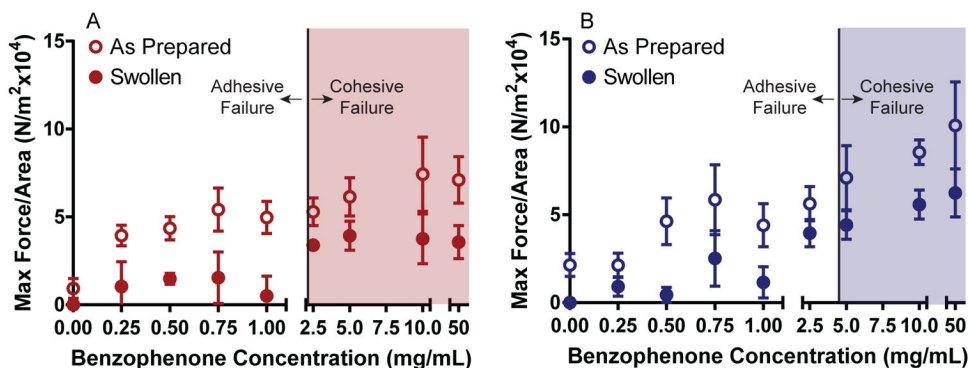 A
As Prepared
Swollen
Adhesive Failure
Cohesive Failure
15
10
5
0
Max Force/Area (N/m²x10⁴)
0.00 0.25 0.50 0.75 1.00 2.5 5.0 7.5 10.0 50
Benzophenone Concentration (mg/mL)
B
As Prepared
Swollen
Adhesive Failure
Cohesive Failure
15
10
5
0
Max Force/Area (N/m²x10⁴)
0.00 0.25 0.50 0.75 1.00 2.5 5.0 7.5 10.0 50
Benzophenone Concentration (mg/mL)